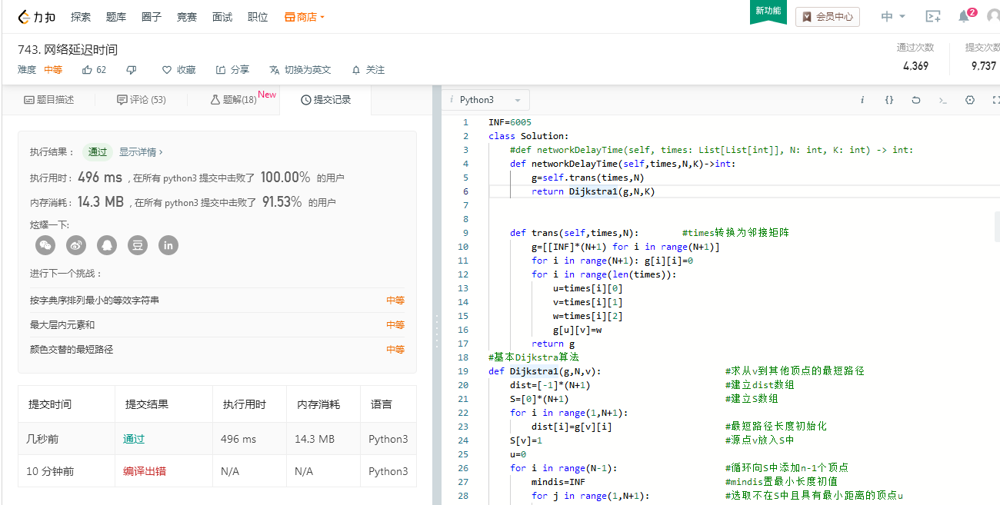 力扣 探索 题库 圈子 竞赛 面试 职位 商店 新功能 会员中心 中 2
743. 网络延迟时间
通过次数 提交次数
难度 中等 62 收藏 分享 切换为英文 关注
4,369 9,737
题目描述 评论 (53) 题解(18) New 提交记录
执行结果： 通过 显示详情 ›
执行用时 : 496 ms , 在所有 python3 提交中击败了 100.00% 的用户
内存消耗 : 14.3 MB , 在所有 python3 提交中击败了 91.53% 的用户
炫耀一下:
豆 in
进行下一个挑战：
按字典序排列最小的等效字符串 中等
最大层内元素和 中等
颜色交替的最短路径 中等
提交时间 提交结果 执行用时 内存消耗 语言
几秒前 通过 496 ms 14.3 MB Python3
10 分钟前 编译出错 N/A N/A Python3
i Python3 i {} >_
1 INF=6005
2 class Solution:
3 #def networkDelayTime(self, times: List[List[int]], N: int, K: int) -> int:
4 def networkDelayTime(self,times,N,K)->int:
5 g=self.trans(times,N)
6 return Dijkstra1(g,N,K)
7
8
9 def trans(self,times,N): #times转换为邻接矩阵
10 g=[[INF]*(N+1) for i in range(N+1)]
11 for i in range(N+1): g[i][i]=0
12 for i in range(len(times)):
13 u=times[i][0]
14 v=times[i][1]
15 w=times[i][2]
16 g[u][v]=w
17 return g
18 #基本Dijkstra算法
19 def Dijkstra1(g,N,v): #求从v到其他顶点的最短路径
20 dist=[-1]*(N+1) #建立dist数组
21 S=[0]*(N+1) #建立S数组
22 for i in range(1,N+1):
23 dist[i]=g[v][i] #最短路径长度初始化
24 S[v]=1 #源点v放入S中
25 u=0
26 for i in range(N-1): #循环向S中添加n-1个顶点
27 mindis=INF #mindis置最小长度初值
28 for j in range(1,N+1): #选取不在S中且具有最小距离的顶点u